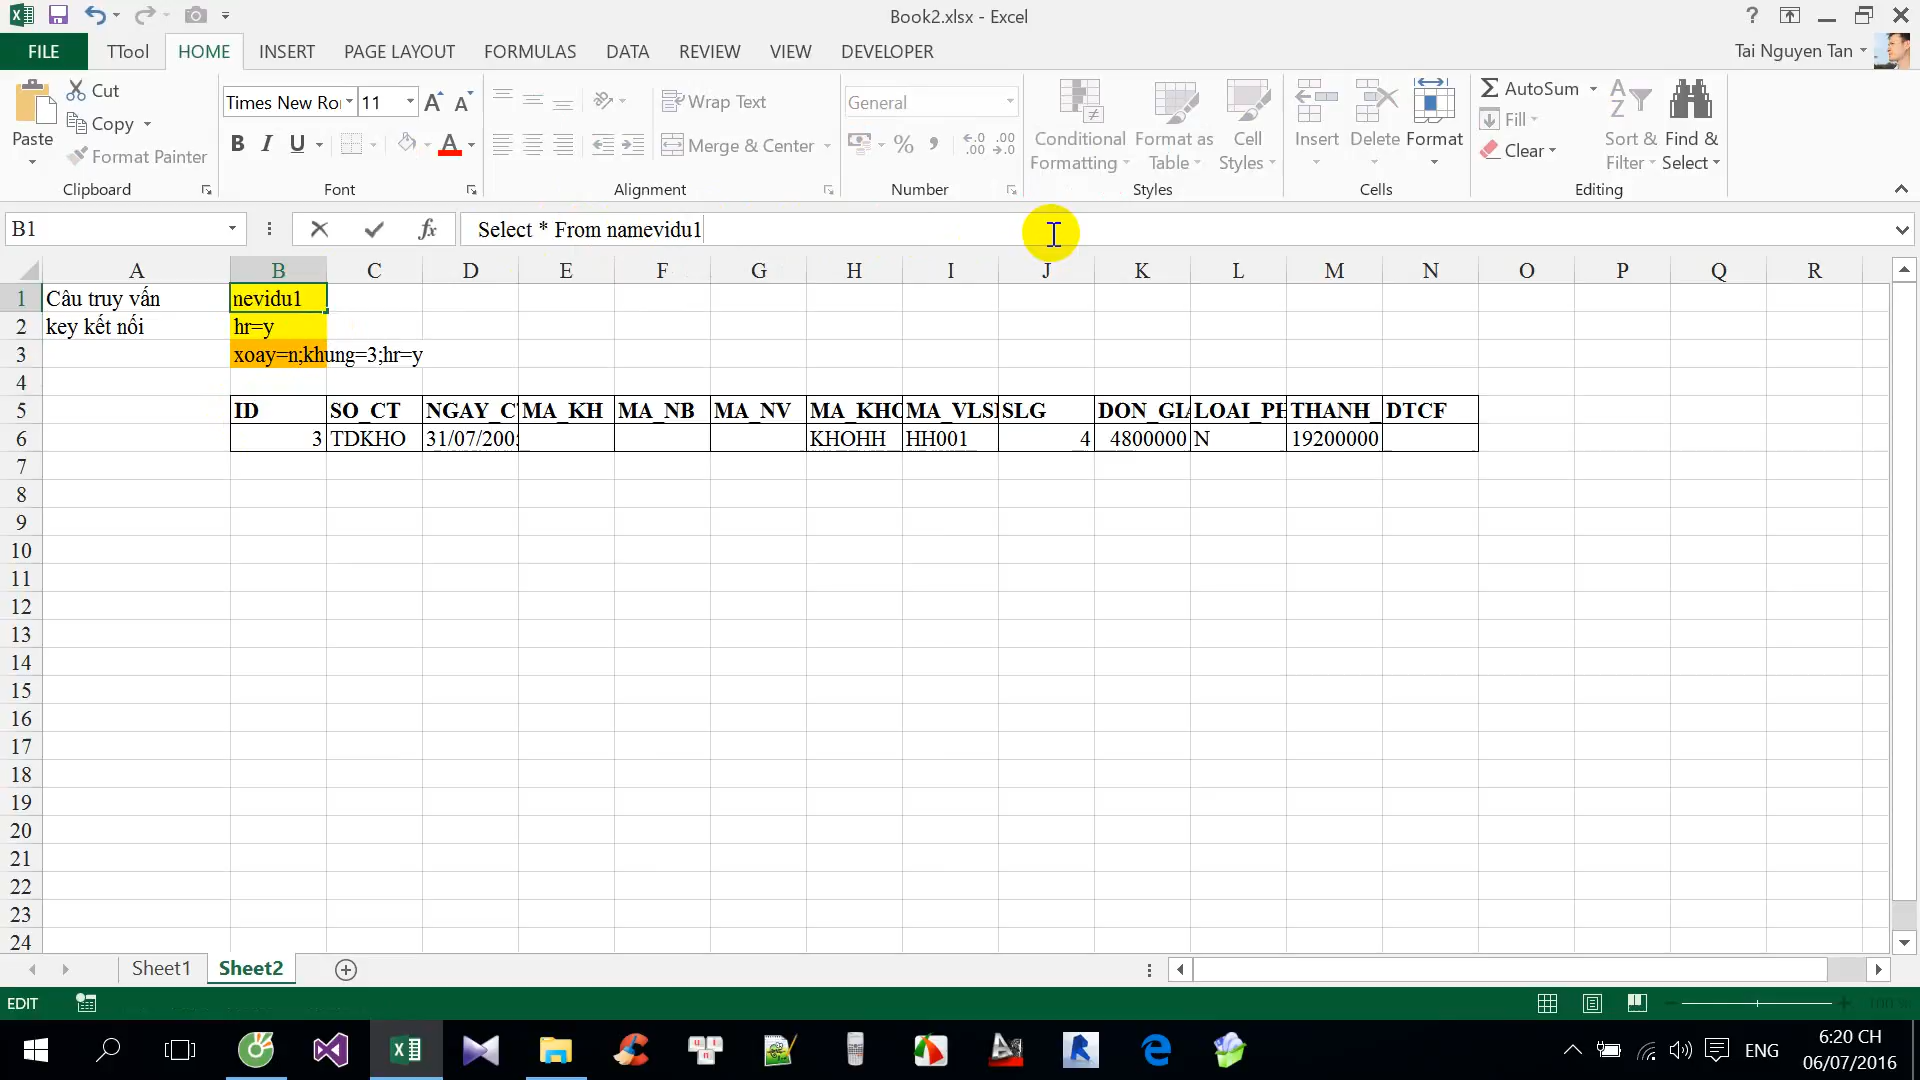 Book2.xlsx - Excel
FILE TTool HOME INSERT PAGE LAYOUT FORMULAS DATA REVIEW VIEW DEVELOPER Tai Nguyen Tan
Paste Cut Copy Format Painter
Clipboard
Times New Ro 11
B I U
Font
Wrap Text
Merge & Center
Alignment
General
% ,
Number
Conditional Formatting Format as Table Cell Styles
Styles
Insert Delete Format
Cells
AutoSum Fill Clear Sort & Filter Find & Select
Editing
B1 fx Select * From namevidu1
A B C D E F G H I J K L M N O P Q R
1 Câu truy vấn nevidu1
2 key kết nối hr=y
3 xoay=n;khung=3;hr=y
4
5 ID SO_CT NGAY_C MA_KH MA_NB MA_NV MA_KHO MA_VLS SLG DON_GIA LOAI_PH THANH_ DTCF
6 3 TDKHO 31/07/200 KHOHH HH001 4 4800000 N 19200000
7
8
9
10
11
12
13
14
15
16
17
18
19
20
21
22
23
24
Sheet1 Sheet2
EDIT
ENG
6:20 CH
06/07/2016